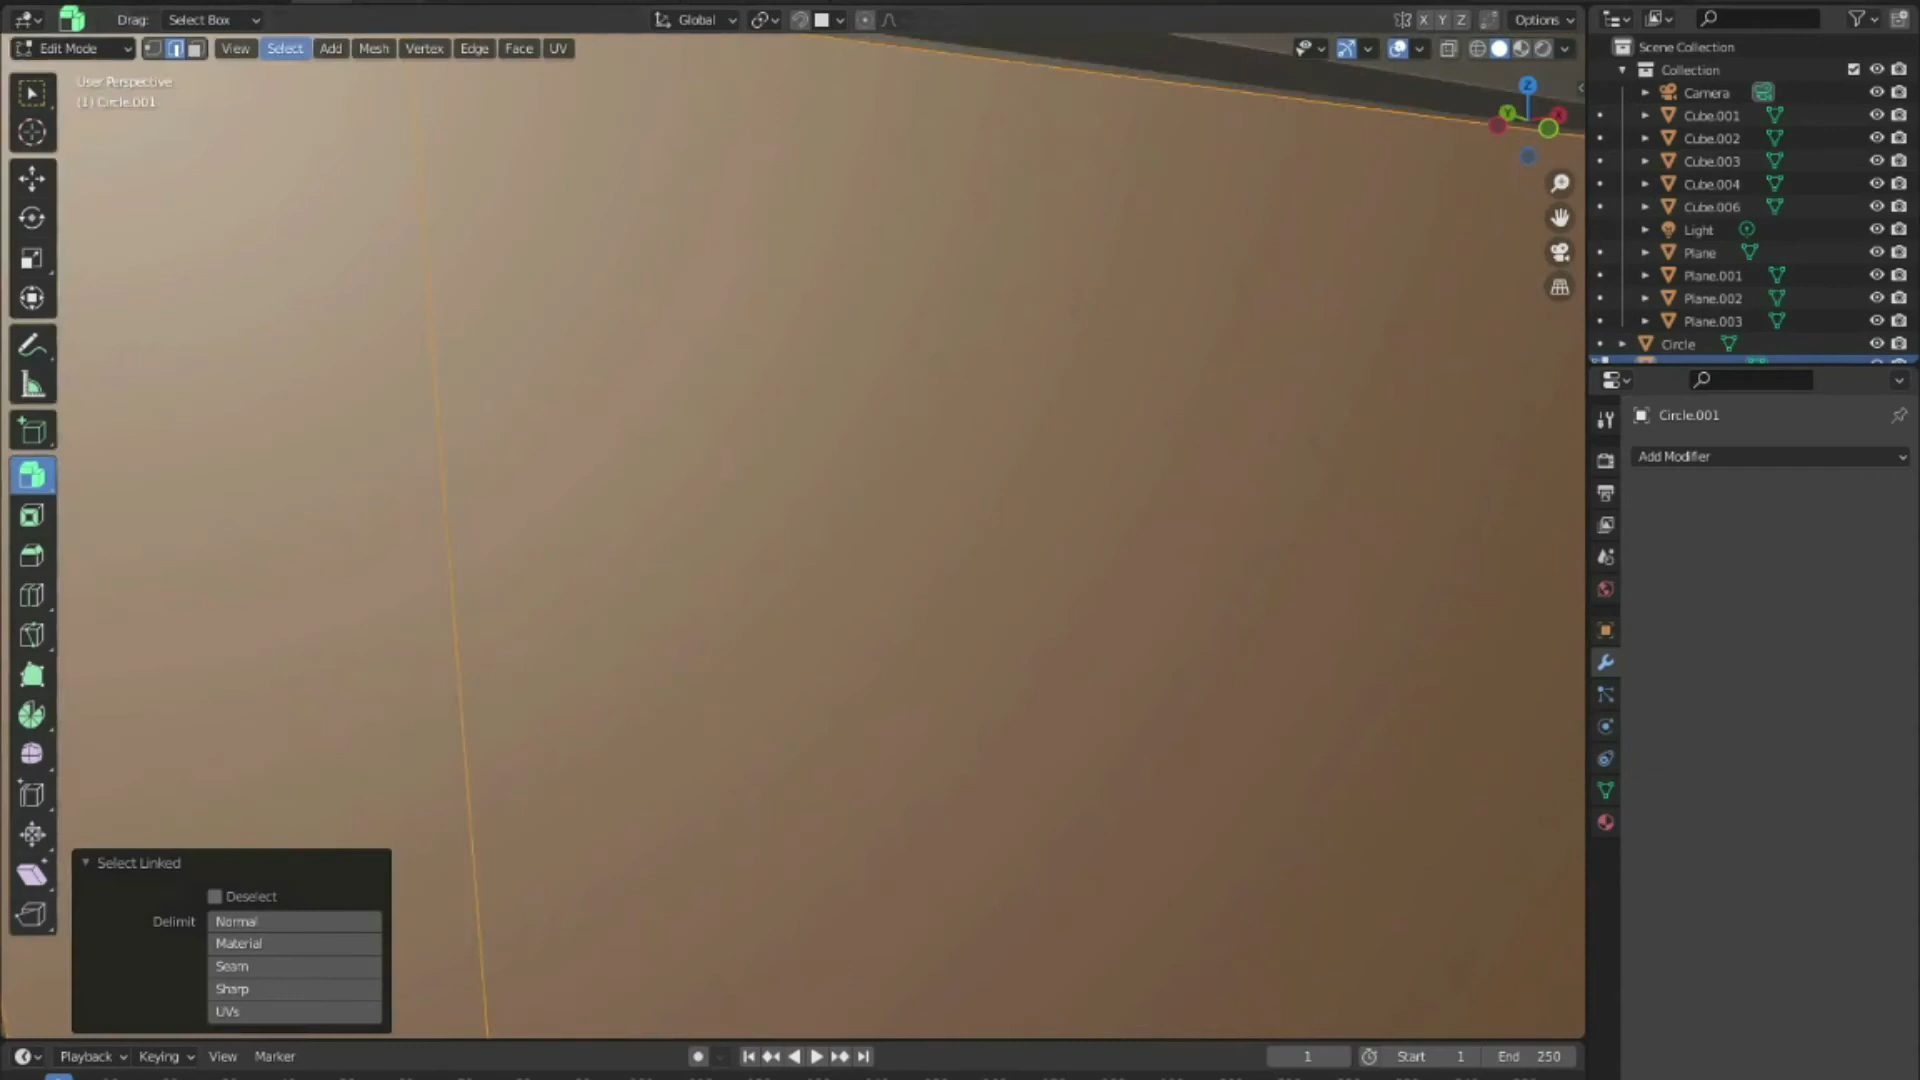 Drag: Select Box Global X Y Z Options
Edit Mode View Select Add Mesh Vertex Edge Face UV
User Perspective
(1) Circle.001
Z
Y
X
Scene Collection
Collection
Camera
Cube.001
Cube.002
Cube.003
Cube.004
Cube.006
Light
Plane
Plane.001
Plane.002
Plane.003
Circle
Circle.001
Add Modifier
Select Linked
Deselect
Delimit Normal
Material
Seam
Sharp
UVs
Playback Keying View Marker 1 Start 1 End 250